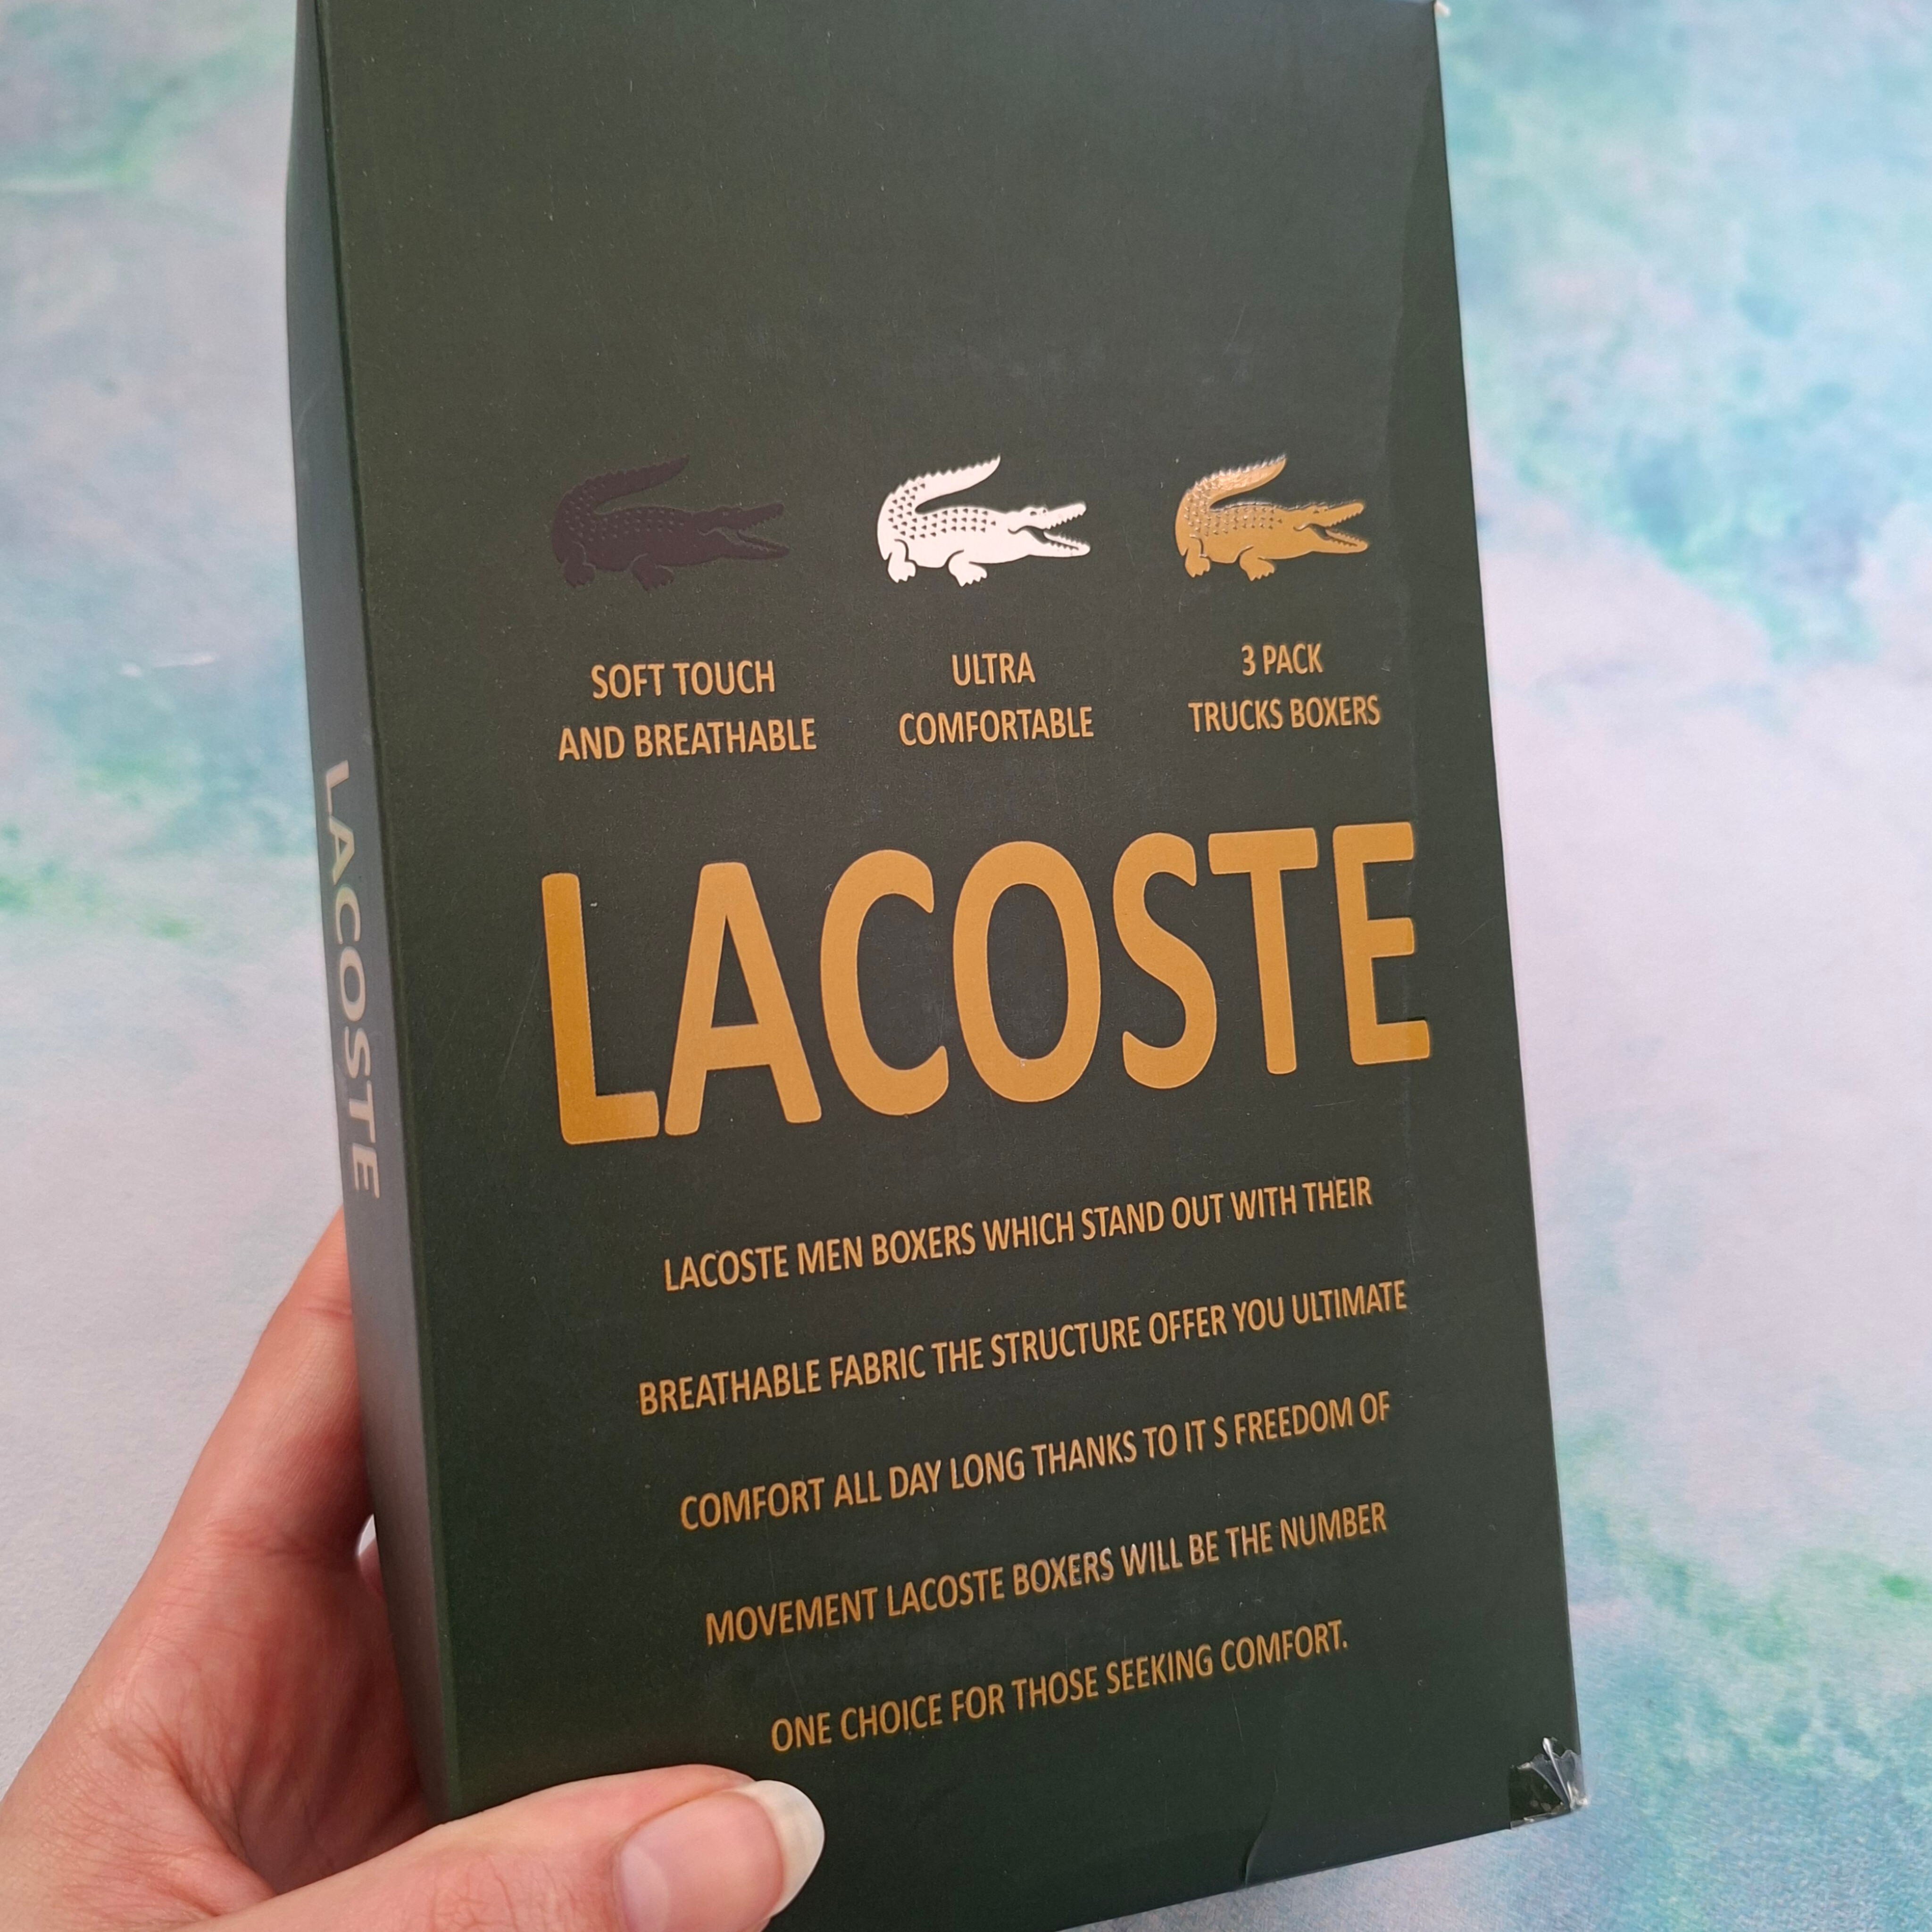 SOFT TOUCH
AND BREATHABLE
ULTRA
COMFORTABLE
3 PACK
TRUCKS BOXERS
LACOSTE
LACOSTE
LACOSTE MEN BOXERS WHICH STAND OUT WITH THEIR
BREATHABLE FABRIC THE STRUCTURE OFFER YOU ULTIMATE
COMFORT ALL DAY LONG THANKS TO IT S FREEDOM OF
MOVEMENT LACOSTE BOXERS WILL BE THE NUMBER
ONE CHOICE FOR THOSE SEEKING COMFORT.